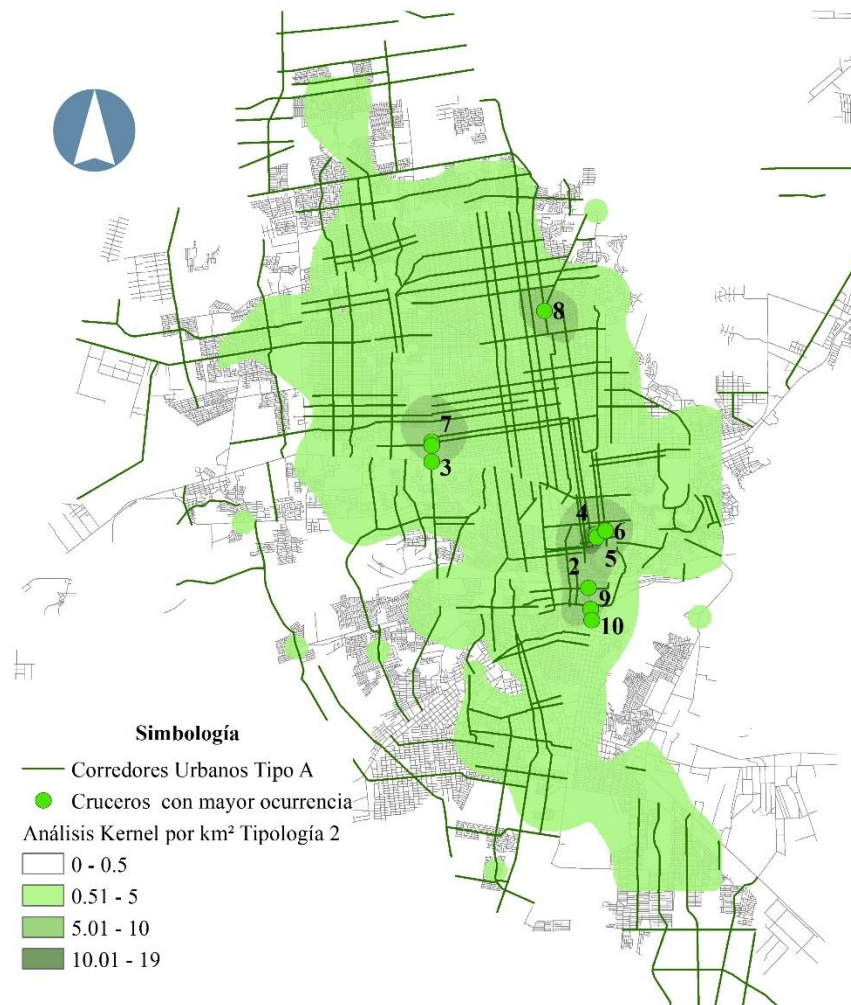 8
7
3
4
6
5
2
9
10
Simbología
Corredores Urbanos Tipo A
Cruceros con mayor ocurrencia
Análisis Kernel por km² Tipología 2
0 - 0.5
0.51 - 5
5.01 - 10
10.01 - 19